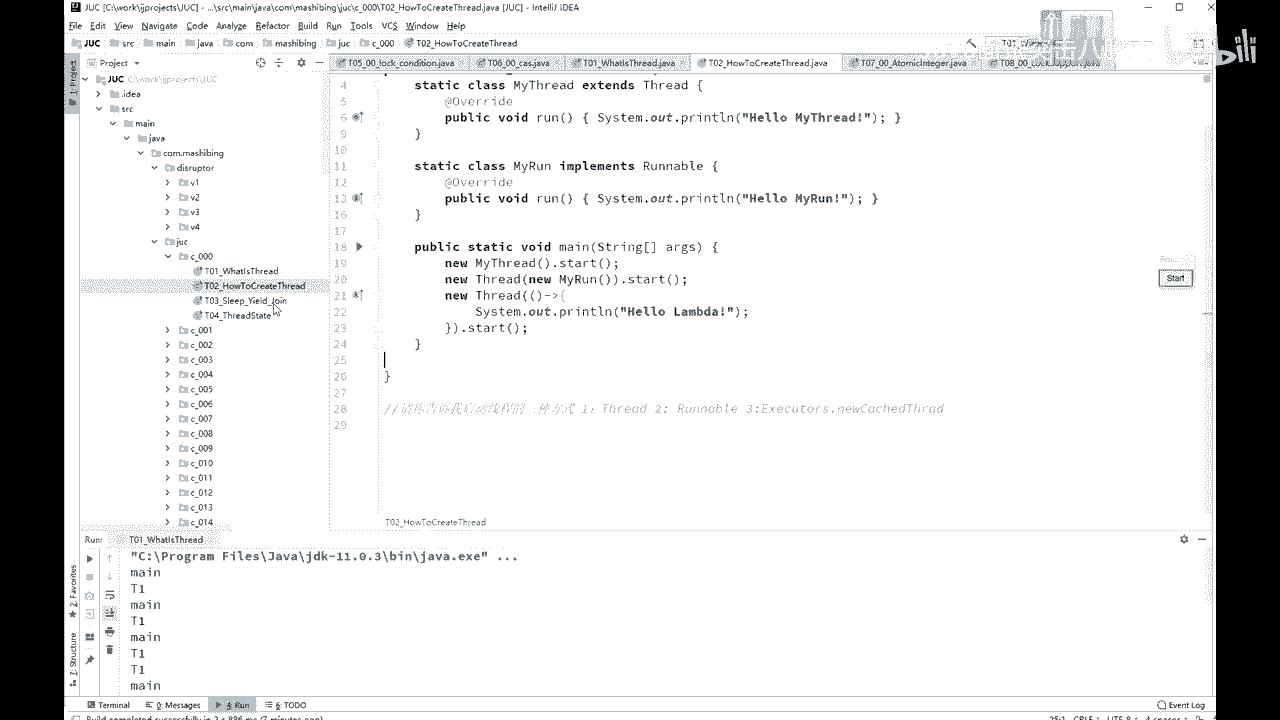 JUC [C:\work\ijprojects\JUC] - ...\src\main\java\com\mashibing\juc\c_000\T02_HowToCreateThread.java [JUC] - IntelliJ IDEA
File Edit View Navigate Code Analyze Refactor Build Run Tools VCS Window Help
JUC src main java com mashibing juc c_000 T02_HowToCreateThread
Project
T05_00_lock_condition.java T06_00_cas.java T01_WhatIsThread.java T02_HowToCreateThread.java T07_00_AtomicInteger.java
1: Project
JUC C:\work\ijprojects\JUC
.idea
src
main
java
com.mashibing
disruptor
v1
v2
v3
v4
juc
c_000
T01_WhatIsThread
T02_HowToCreateThread
T03_Sleep_Yield_Join
T04_ThreadState
c_001
c_002
c_003
c_004
c_005
c_006
c_007
c_008
c_009
c_010
c_011
c_012
c_013
c_014
4 static class MyThread extends Thread {
5 @Override
6 public void run() { System.out.println("Hello MyThread!"); }
9 }
10
11 static class MyRun implements Runnable {
12 @Override
13 public void run() { System.out.println("Hello MyRun!"); }
16 }
17
18 public static void main(String[] args) {
19 new MyThread().start();
20 new Thread(new MyRun()).start();
21 new Thread(()->{
22 System.out.println("Hello Lambda!");
23 }).start();
24 }
25
26 }
27
28 //请你告诉我启动线程的三种方式 1: Thread 2: Runnable 3:Executors.newCachedThrad
29
Start
T02_HowToCreateThread
Run: T01_WhatIsThread
"C:\Program Files\Java\jdk-11.0.3\bin\java.exe" ...
main
T1
main
T1
main
T1
T1
main
2: Favorites
7: Structure
Terminal 0: Messages 4: Run 6: TODO Event Log